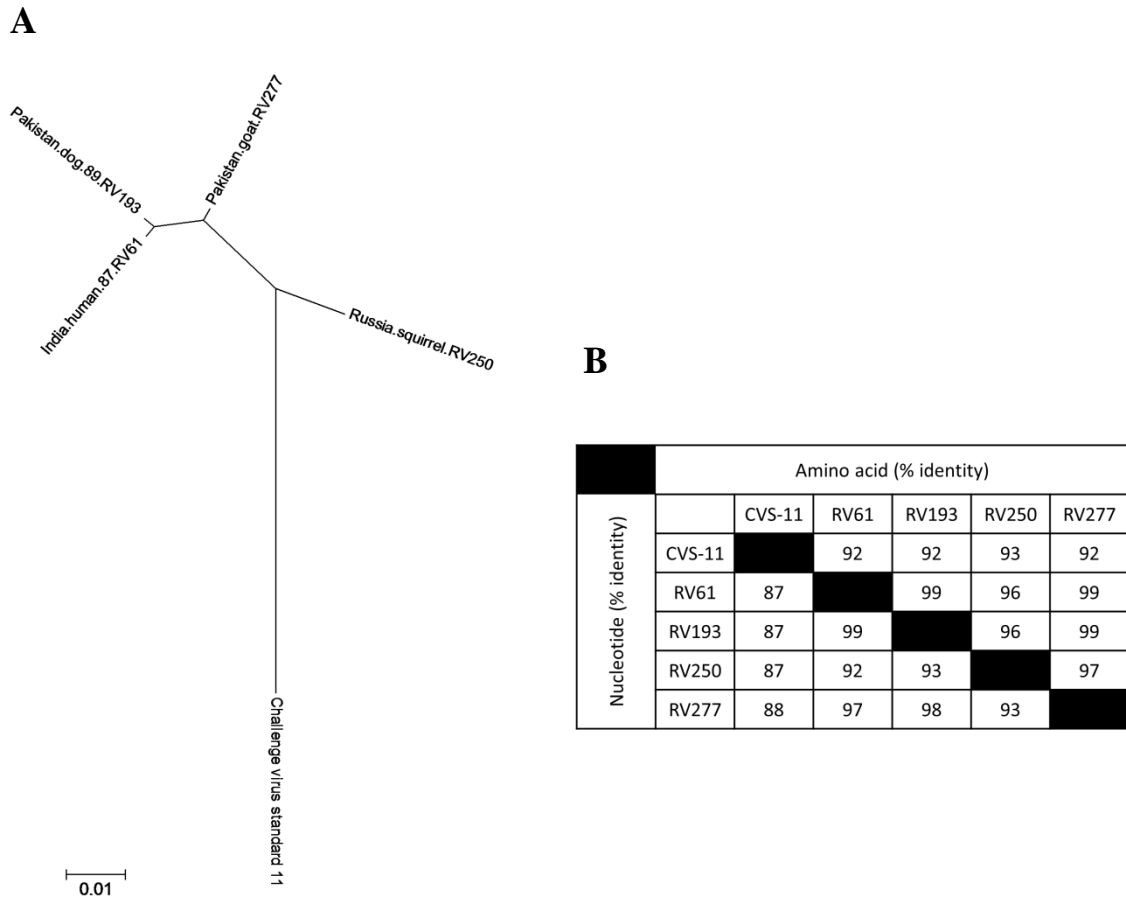 A
Pakistan.dog.89.RV193
Pakistan.goat.RV277
India.human.87.RV61
Russia.squirrel.RV250
Challenge virus standard 11
0.01
B
Amino acid (% identity)
Nucleotide (% identity)
CVS-11 RV61 RV193 RV250 RV277
CVS-11 92 92 93 92
RV61 87 99 96 99
RV193 87 99 96 99
RV250 87 92 93 97
RV277 88 97 98 93